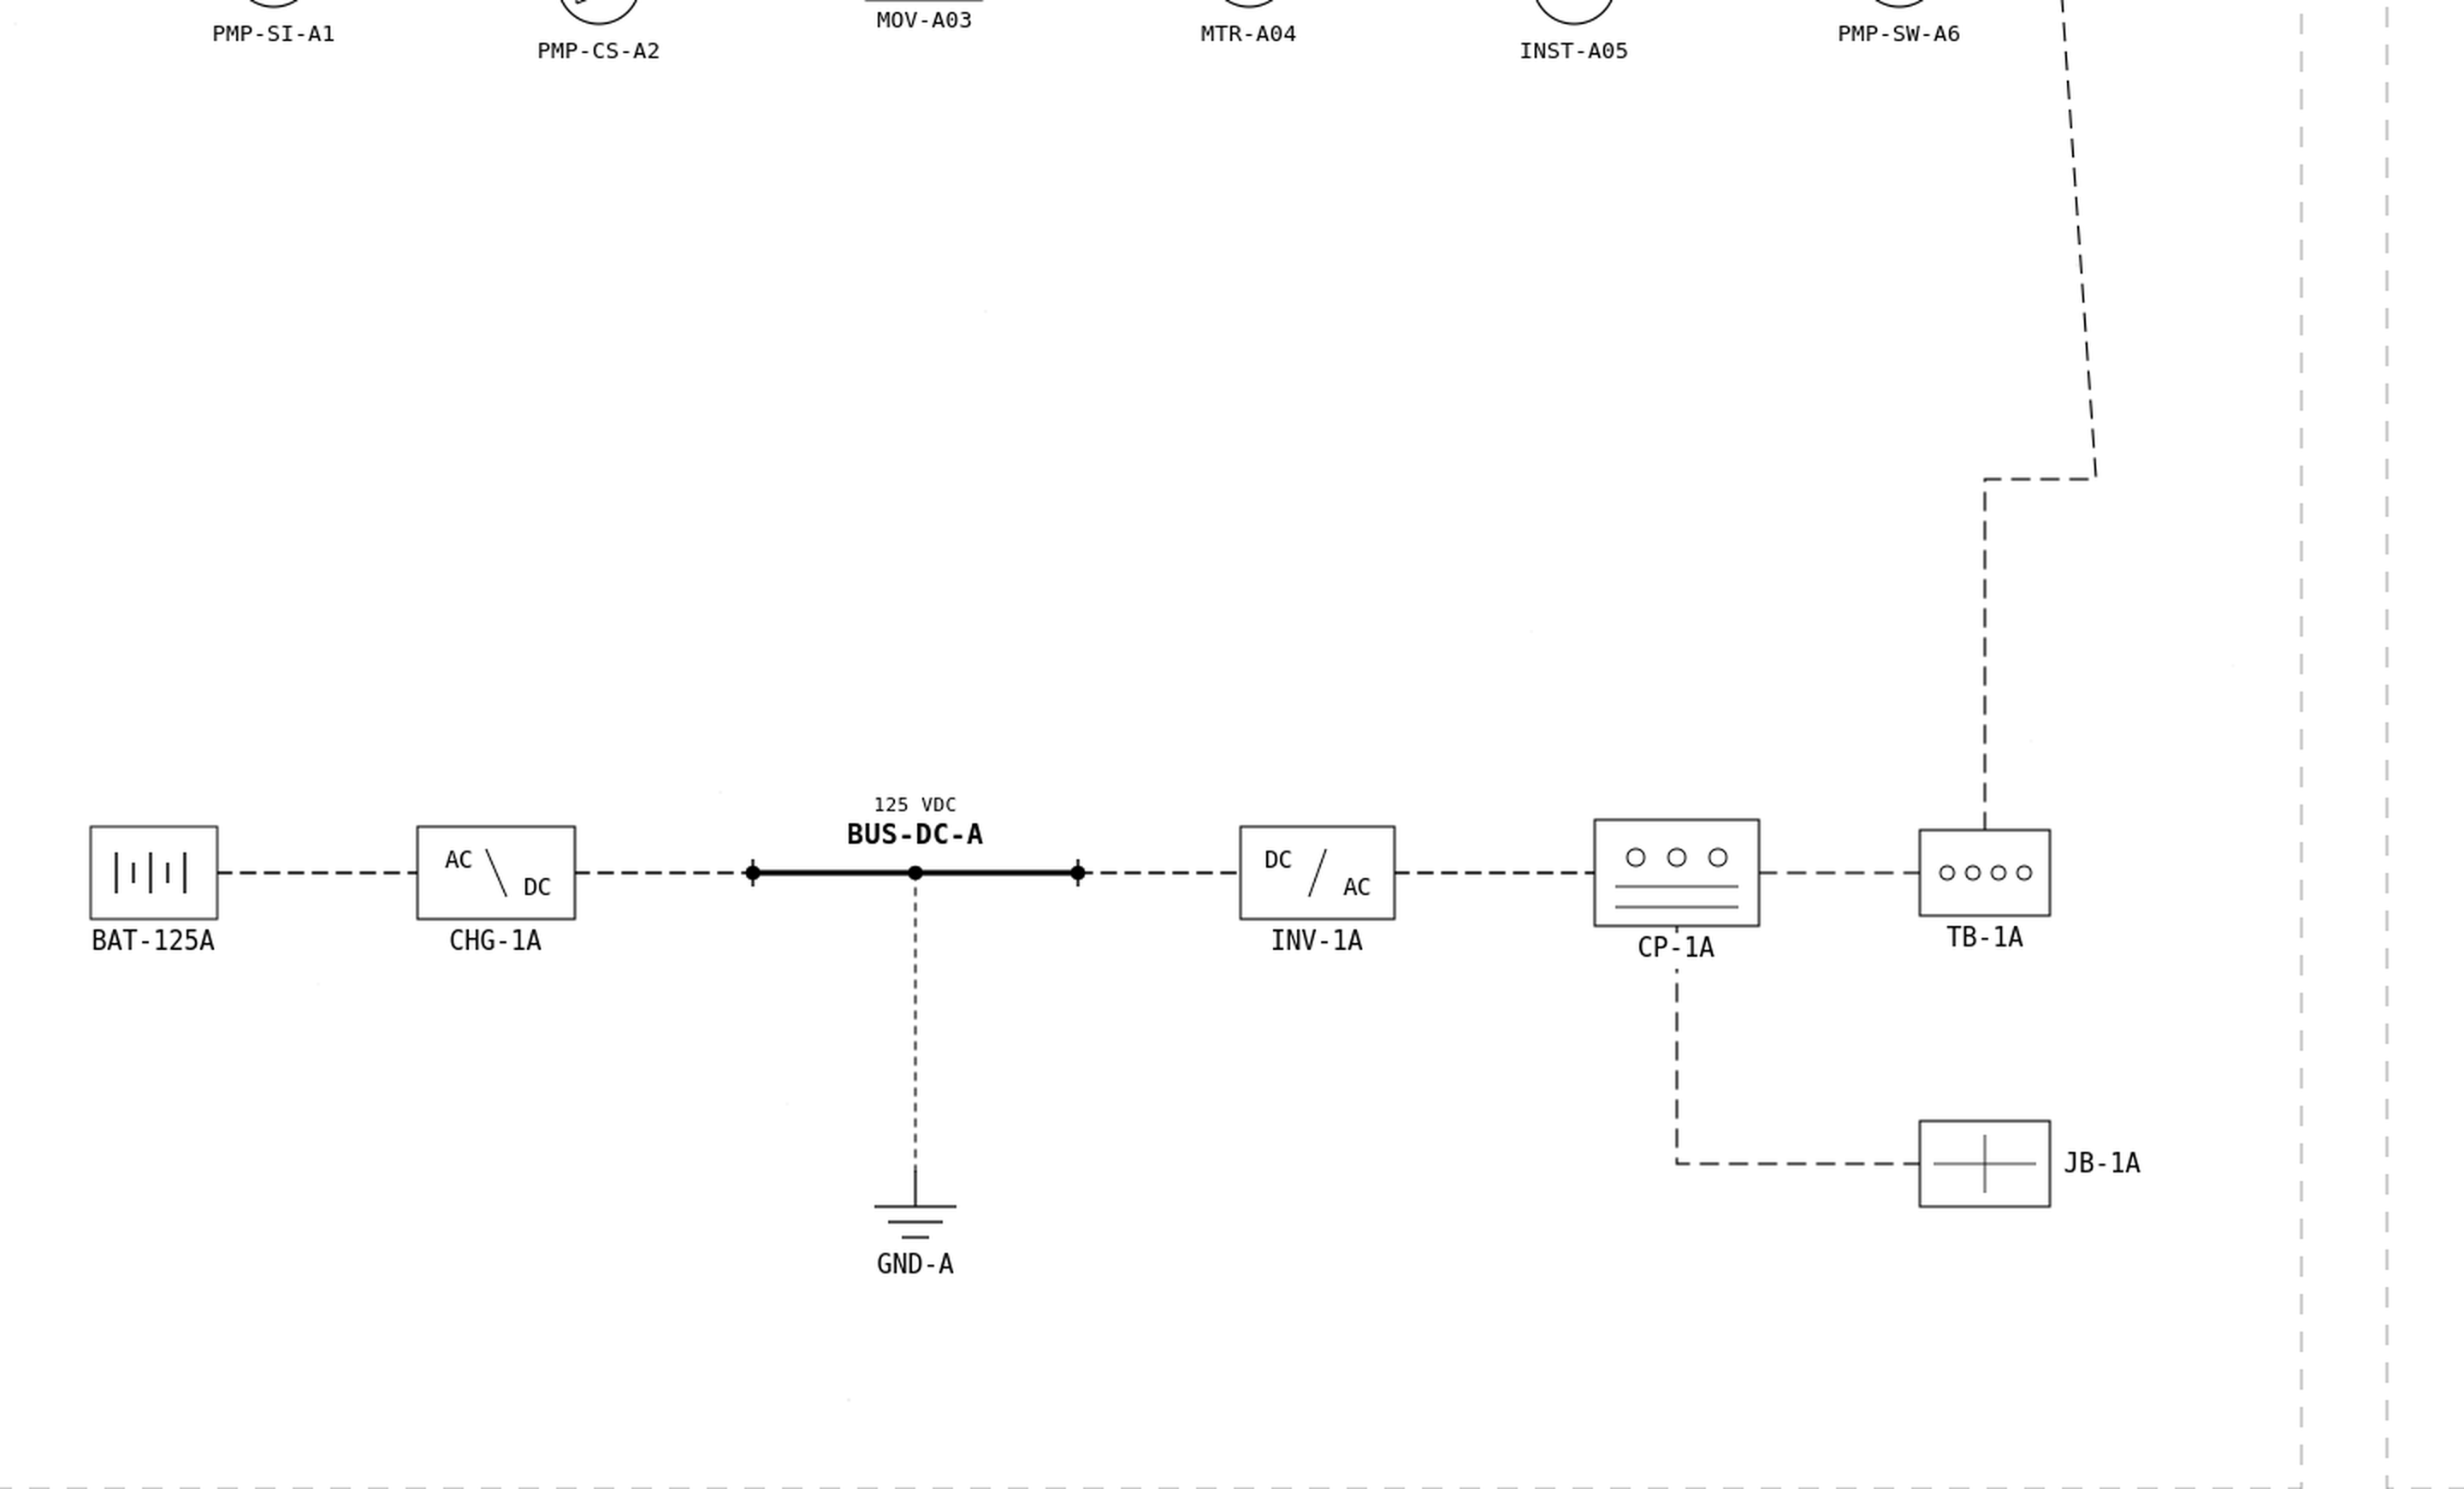 PMP-SI-A1
PMP-CS-A2
MOV-A03
MTR-A04
INST-A05
PMP-SW-A6
125 VDC
BUS-DC-A
AC
DC
DC
AC
BAT-125A
CHG-1A
INV-1A
CP-1A
TB-1A
JB-1A
GND-A